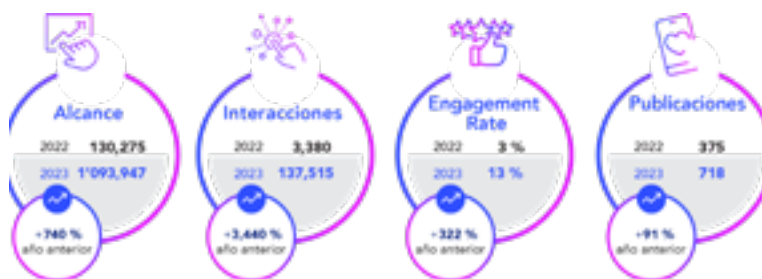 Alcance
2022 130,275
2023 1'093,947
+740 %
año anterior
Interacciones
2022 3,380
2023 137,515
+3,440 %
año anterior
Engagement
Rate
2022 3 %
2023 13 %
+322 %
año anterior
Publicaciones
2022 375
2023 718
+91 %
año anterior